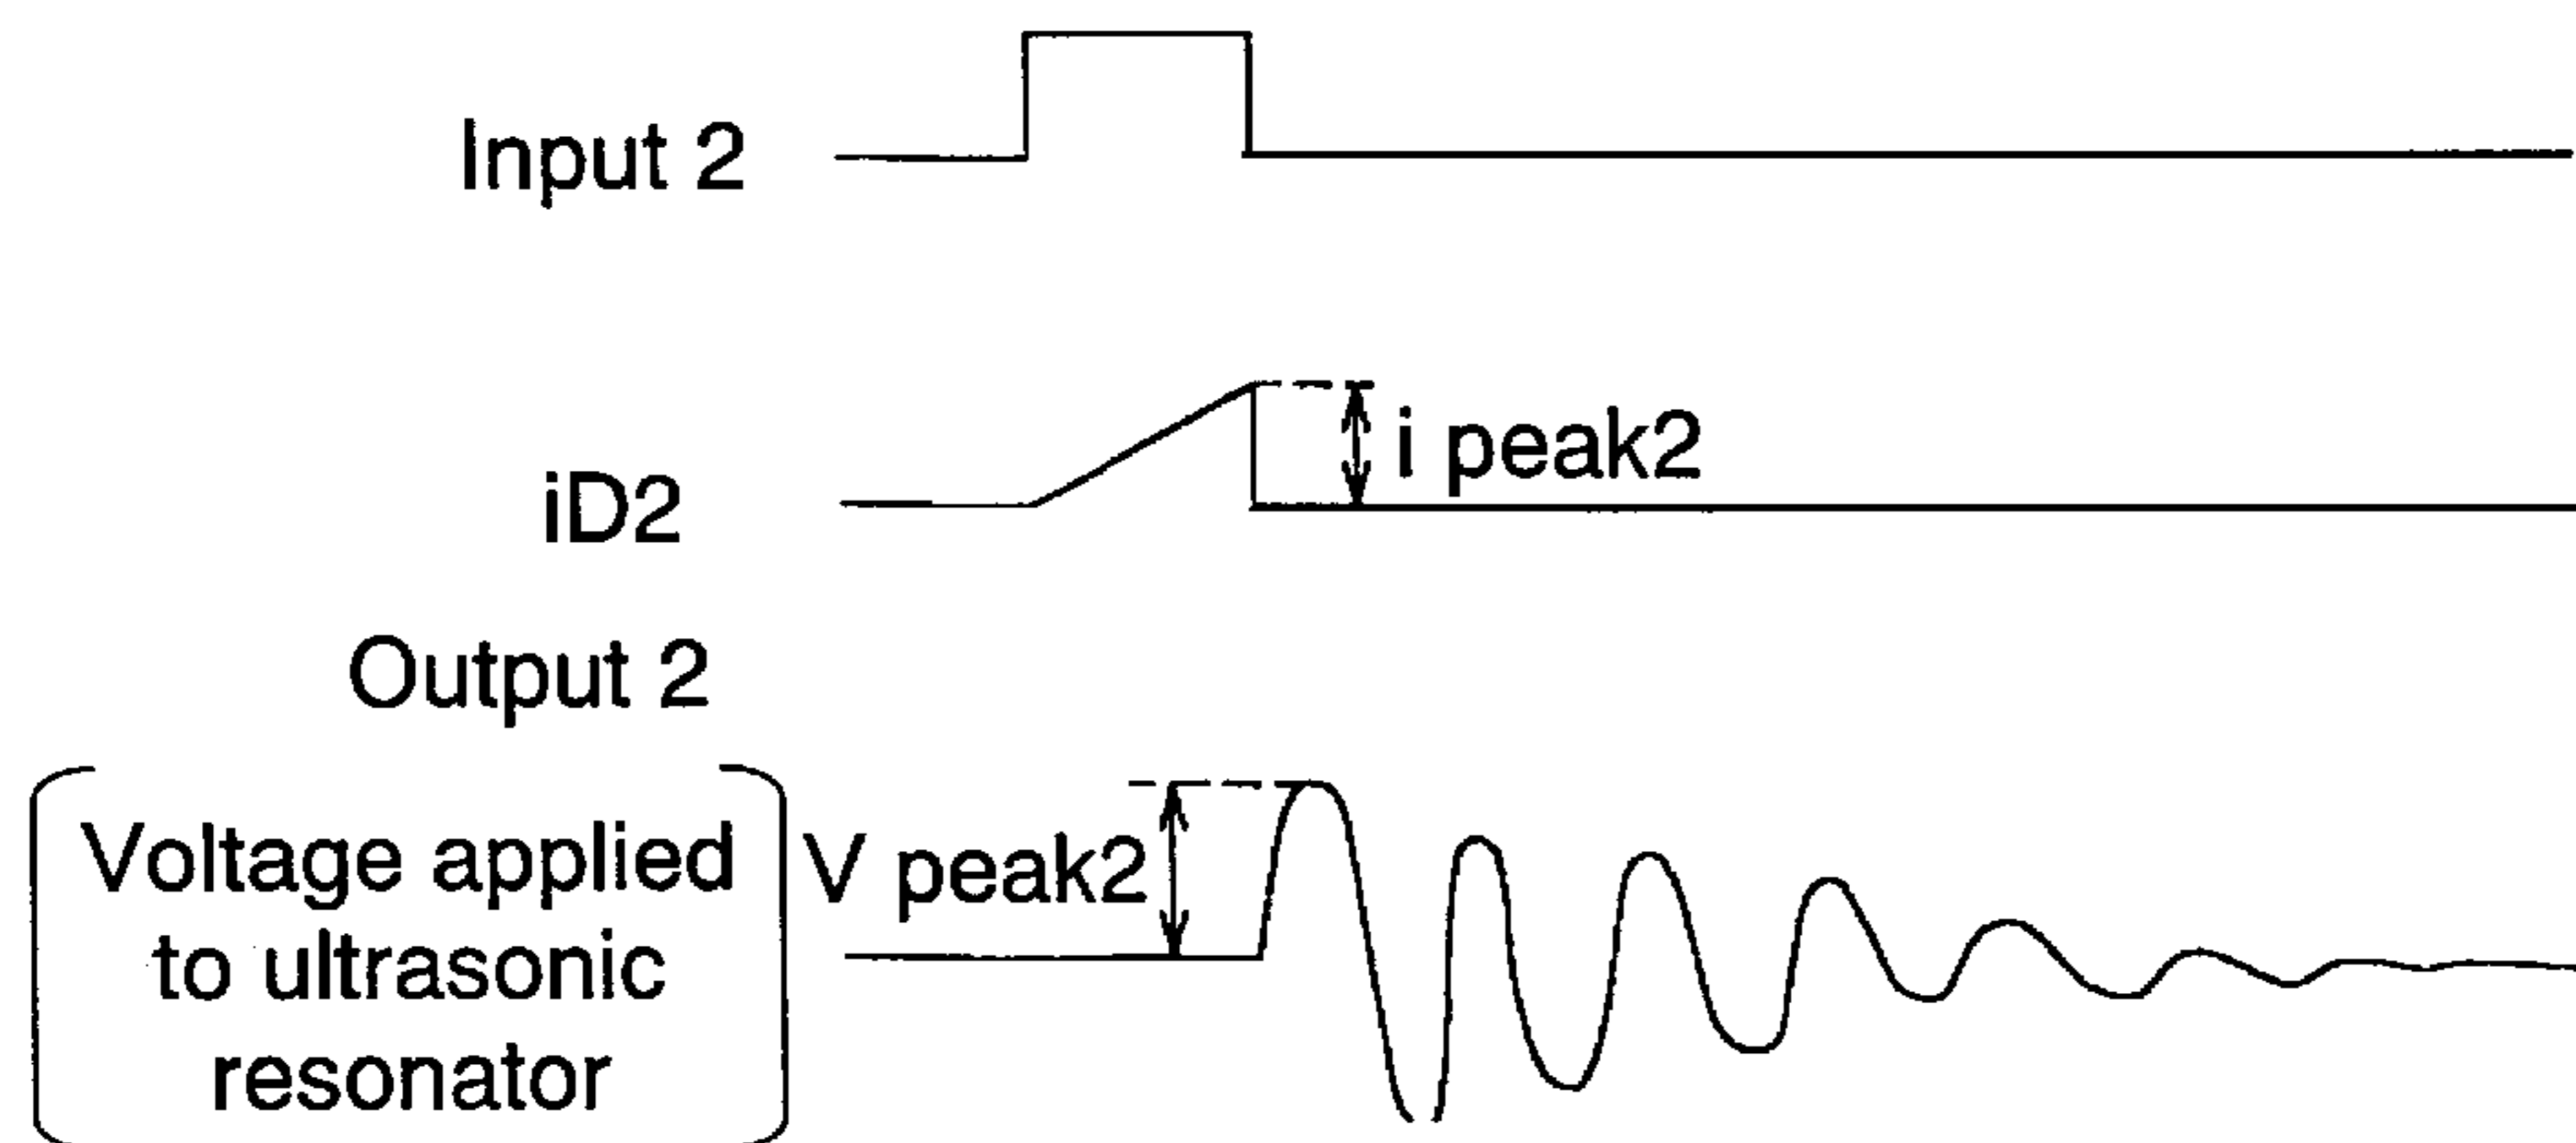 Input 2
i peak2
iD2
Output 2
Voltage applied
to ultrasonic
resonator
V peak2